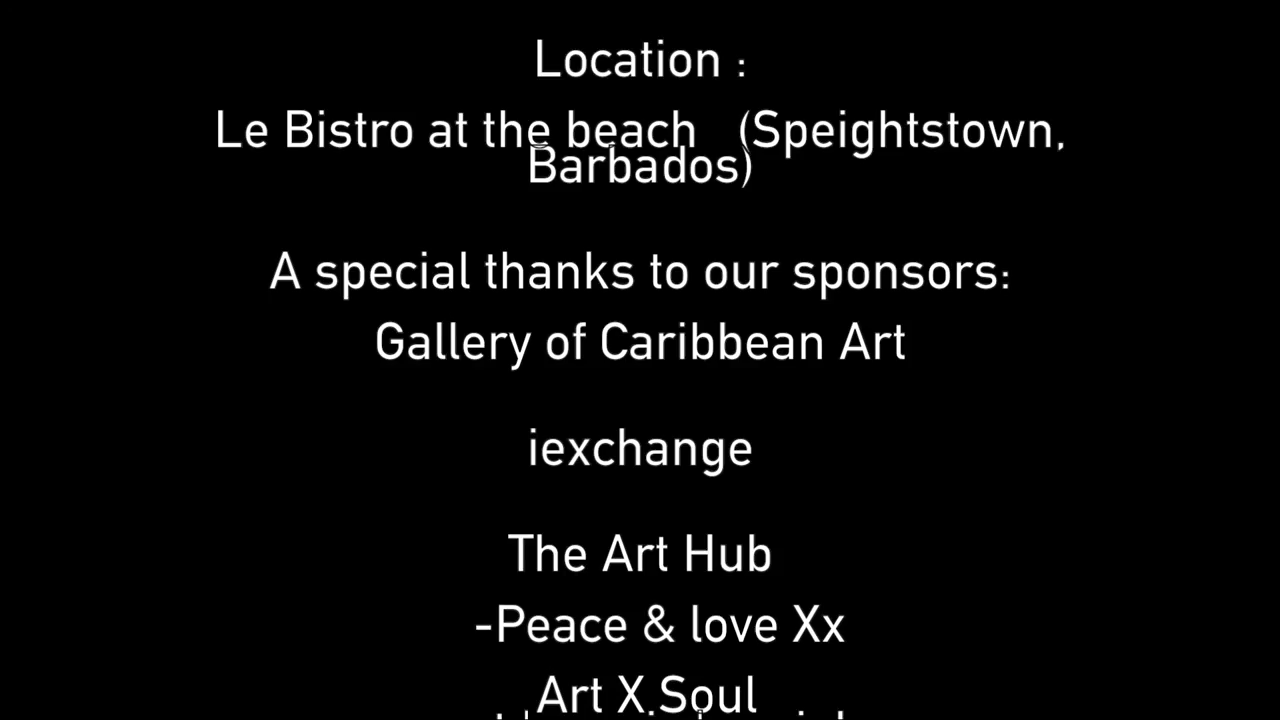 Location :
Le Bistro at the beach (Speightstown,
Barbados)
A special thanks to our sponsors:
Gallery of Caribbean Art
iexchange
The Art Hub
-Peace & love Xx
Art X Soul